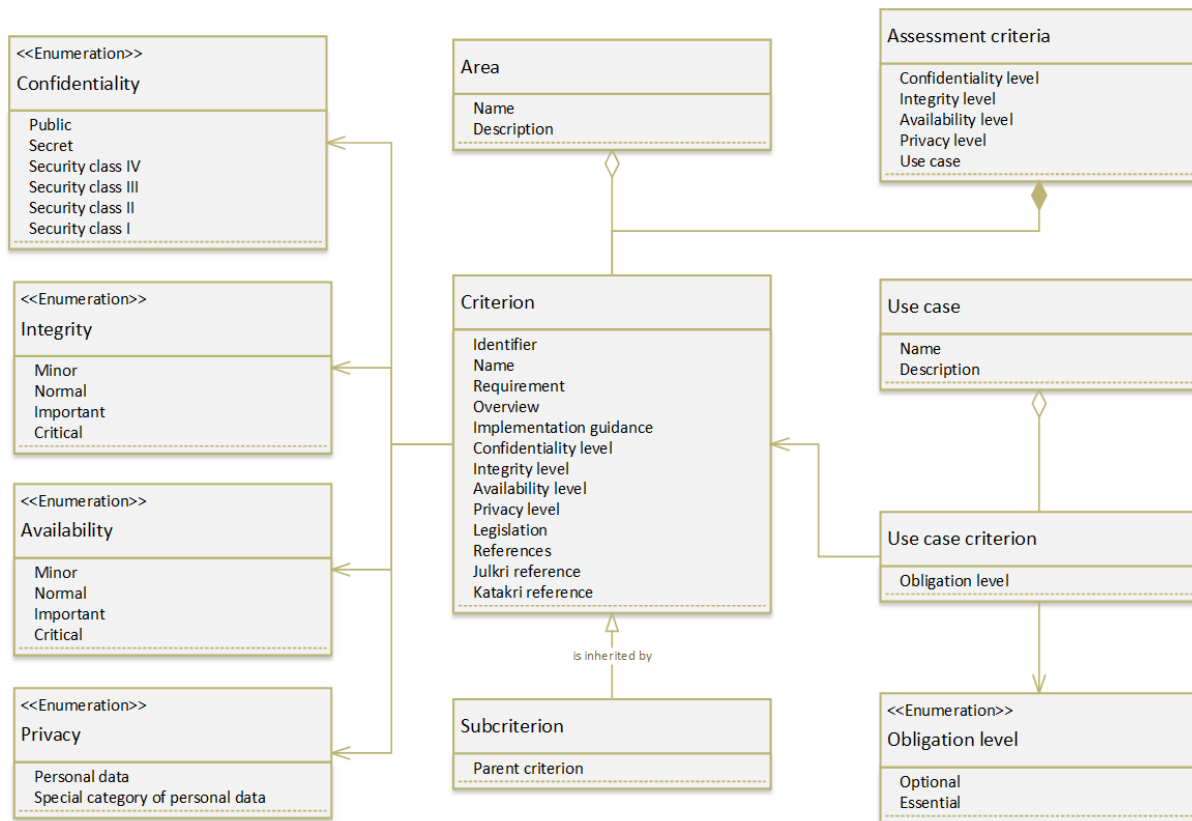 <<Enumeration>>
Confidentiality
Public
Secret
Security class IV
Security class III
Security class II
Security class I
Area
Name
Description
Assessment criteria
Confidentiality level
Integrity level
Availability level
Privacy level
Use case
<<Enumeration>>
Integrity
Minor
Normal
Important
Critical
Criterion
Identifier
Name
Requirement
Overview
Implementation guidance
Confidentiality level
Integrity level
Availability level
Privacy level
Legislation
References
Julkri reference
Katakri reference
Use case
Name
Description
<<Enumeration>>
Availability
Minor
Normal
Important
Critical
Use case criterion
Obligation level
is inherited by
<<Enumeration>>
Privacy
Personal data
Special category of personal data
Subcriterion
Parent criterion
<<Enumeration>>
Obligation level
Optional
Essential